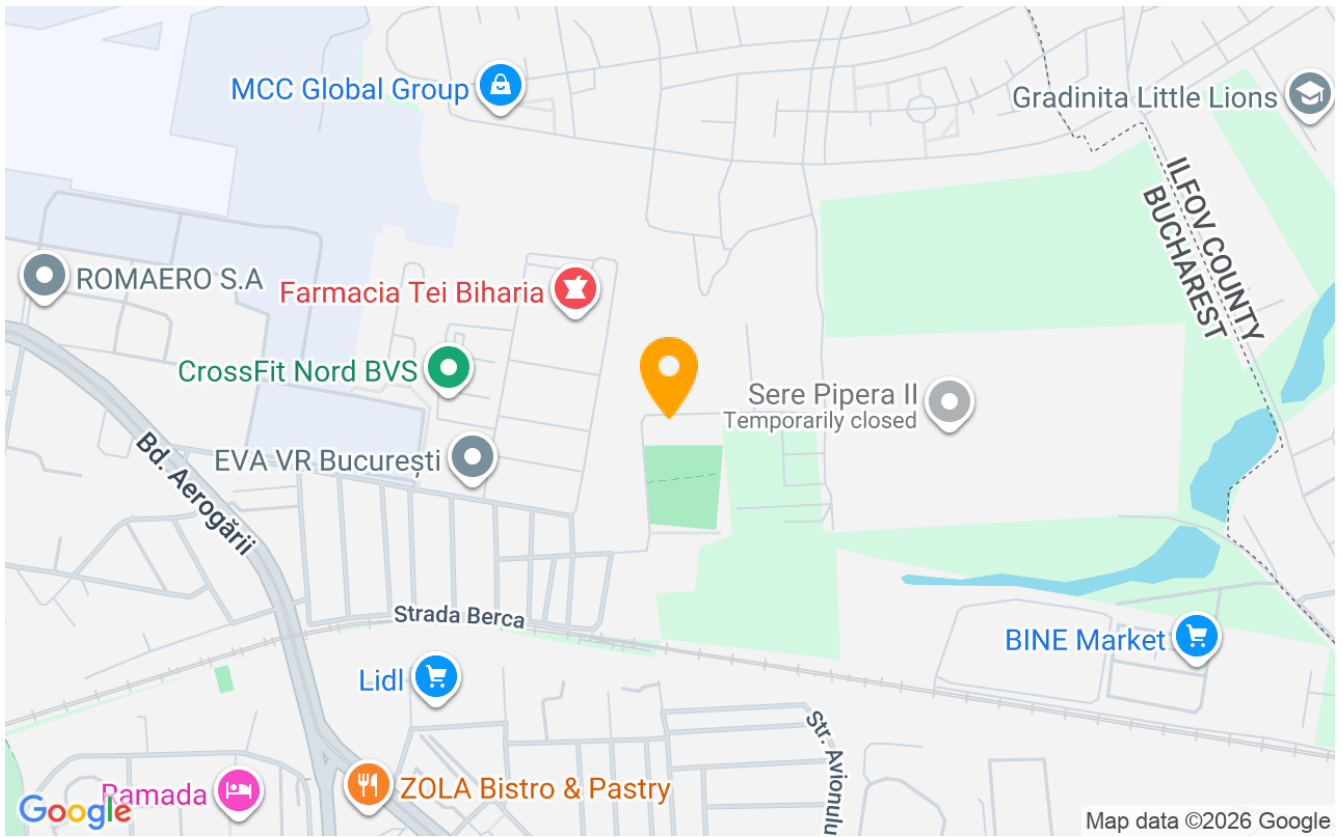 MCC Global Group
Gradinita Little Lions
ILFOV COUNTY
BUCHAREST
ROMAERO S.A
Farmacia Tei Biharia
CrossFit Nord BVS
Sere Pipera II
Temporarily closed
EVA VR București
Bd. Aerogării
Strada Berca
BINE Market
Lidl
Str. Avionului
Ramada
ZOLA Bistro & Pastry
Google
Map data ©2026 Google